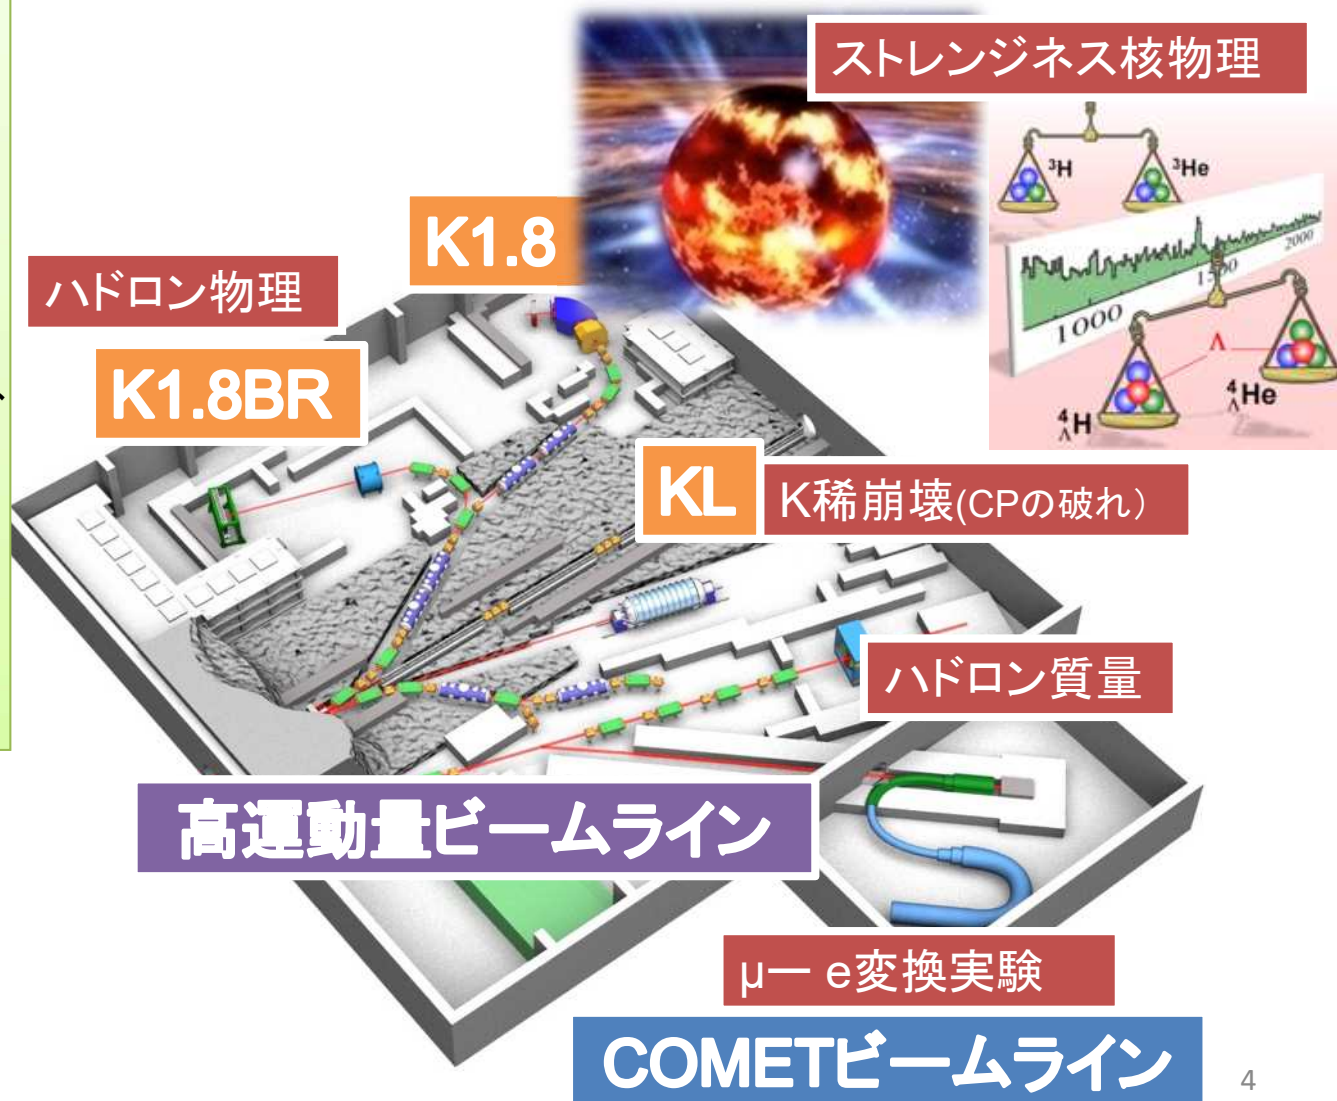 ストレンジネス核物理
³H
³He
2000
1000
Λ
⁴ΛH
⁴ΛHe
K1.8
ハドロン物理
K1.8BR
KL
K稀崩壊(CPの破れ）
ハドロン質量
高運動量ビームライン
μー e変換実験
COMETビームライン
4